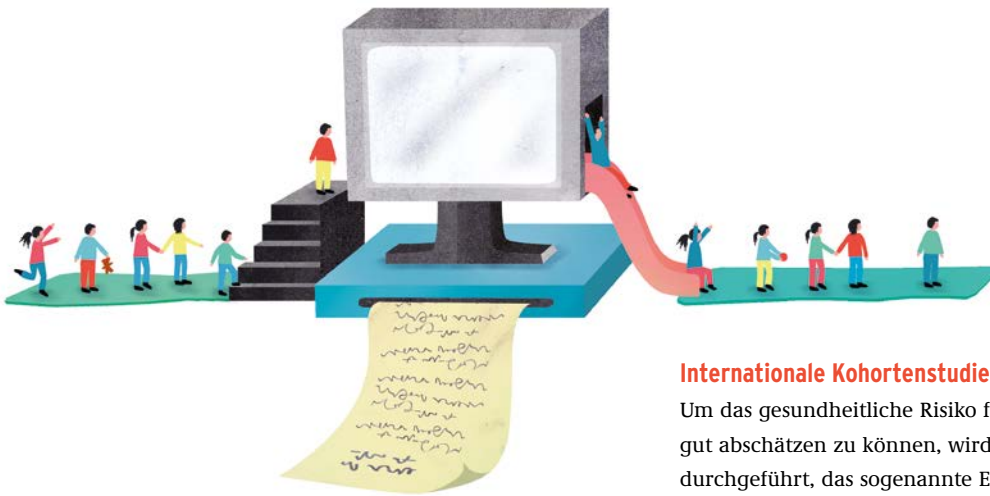 Internationale Kohortenstudie
Um das gesundheitliche Risiko f
gut abschätzen zu können, wird
durchgeführt, das sogenannte E